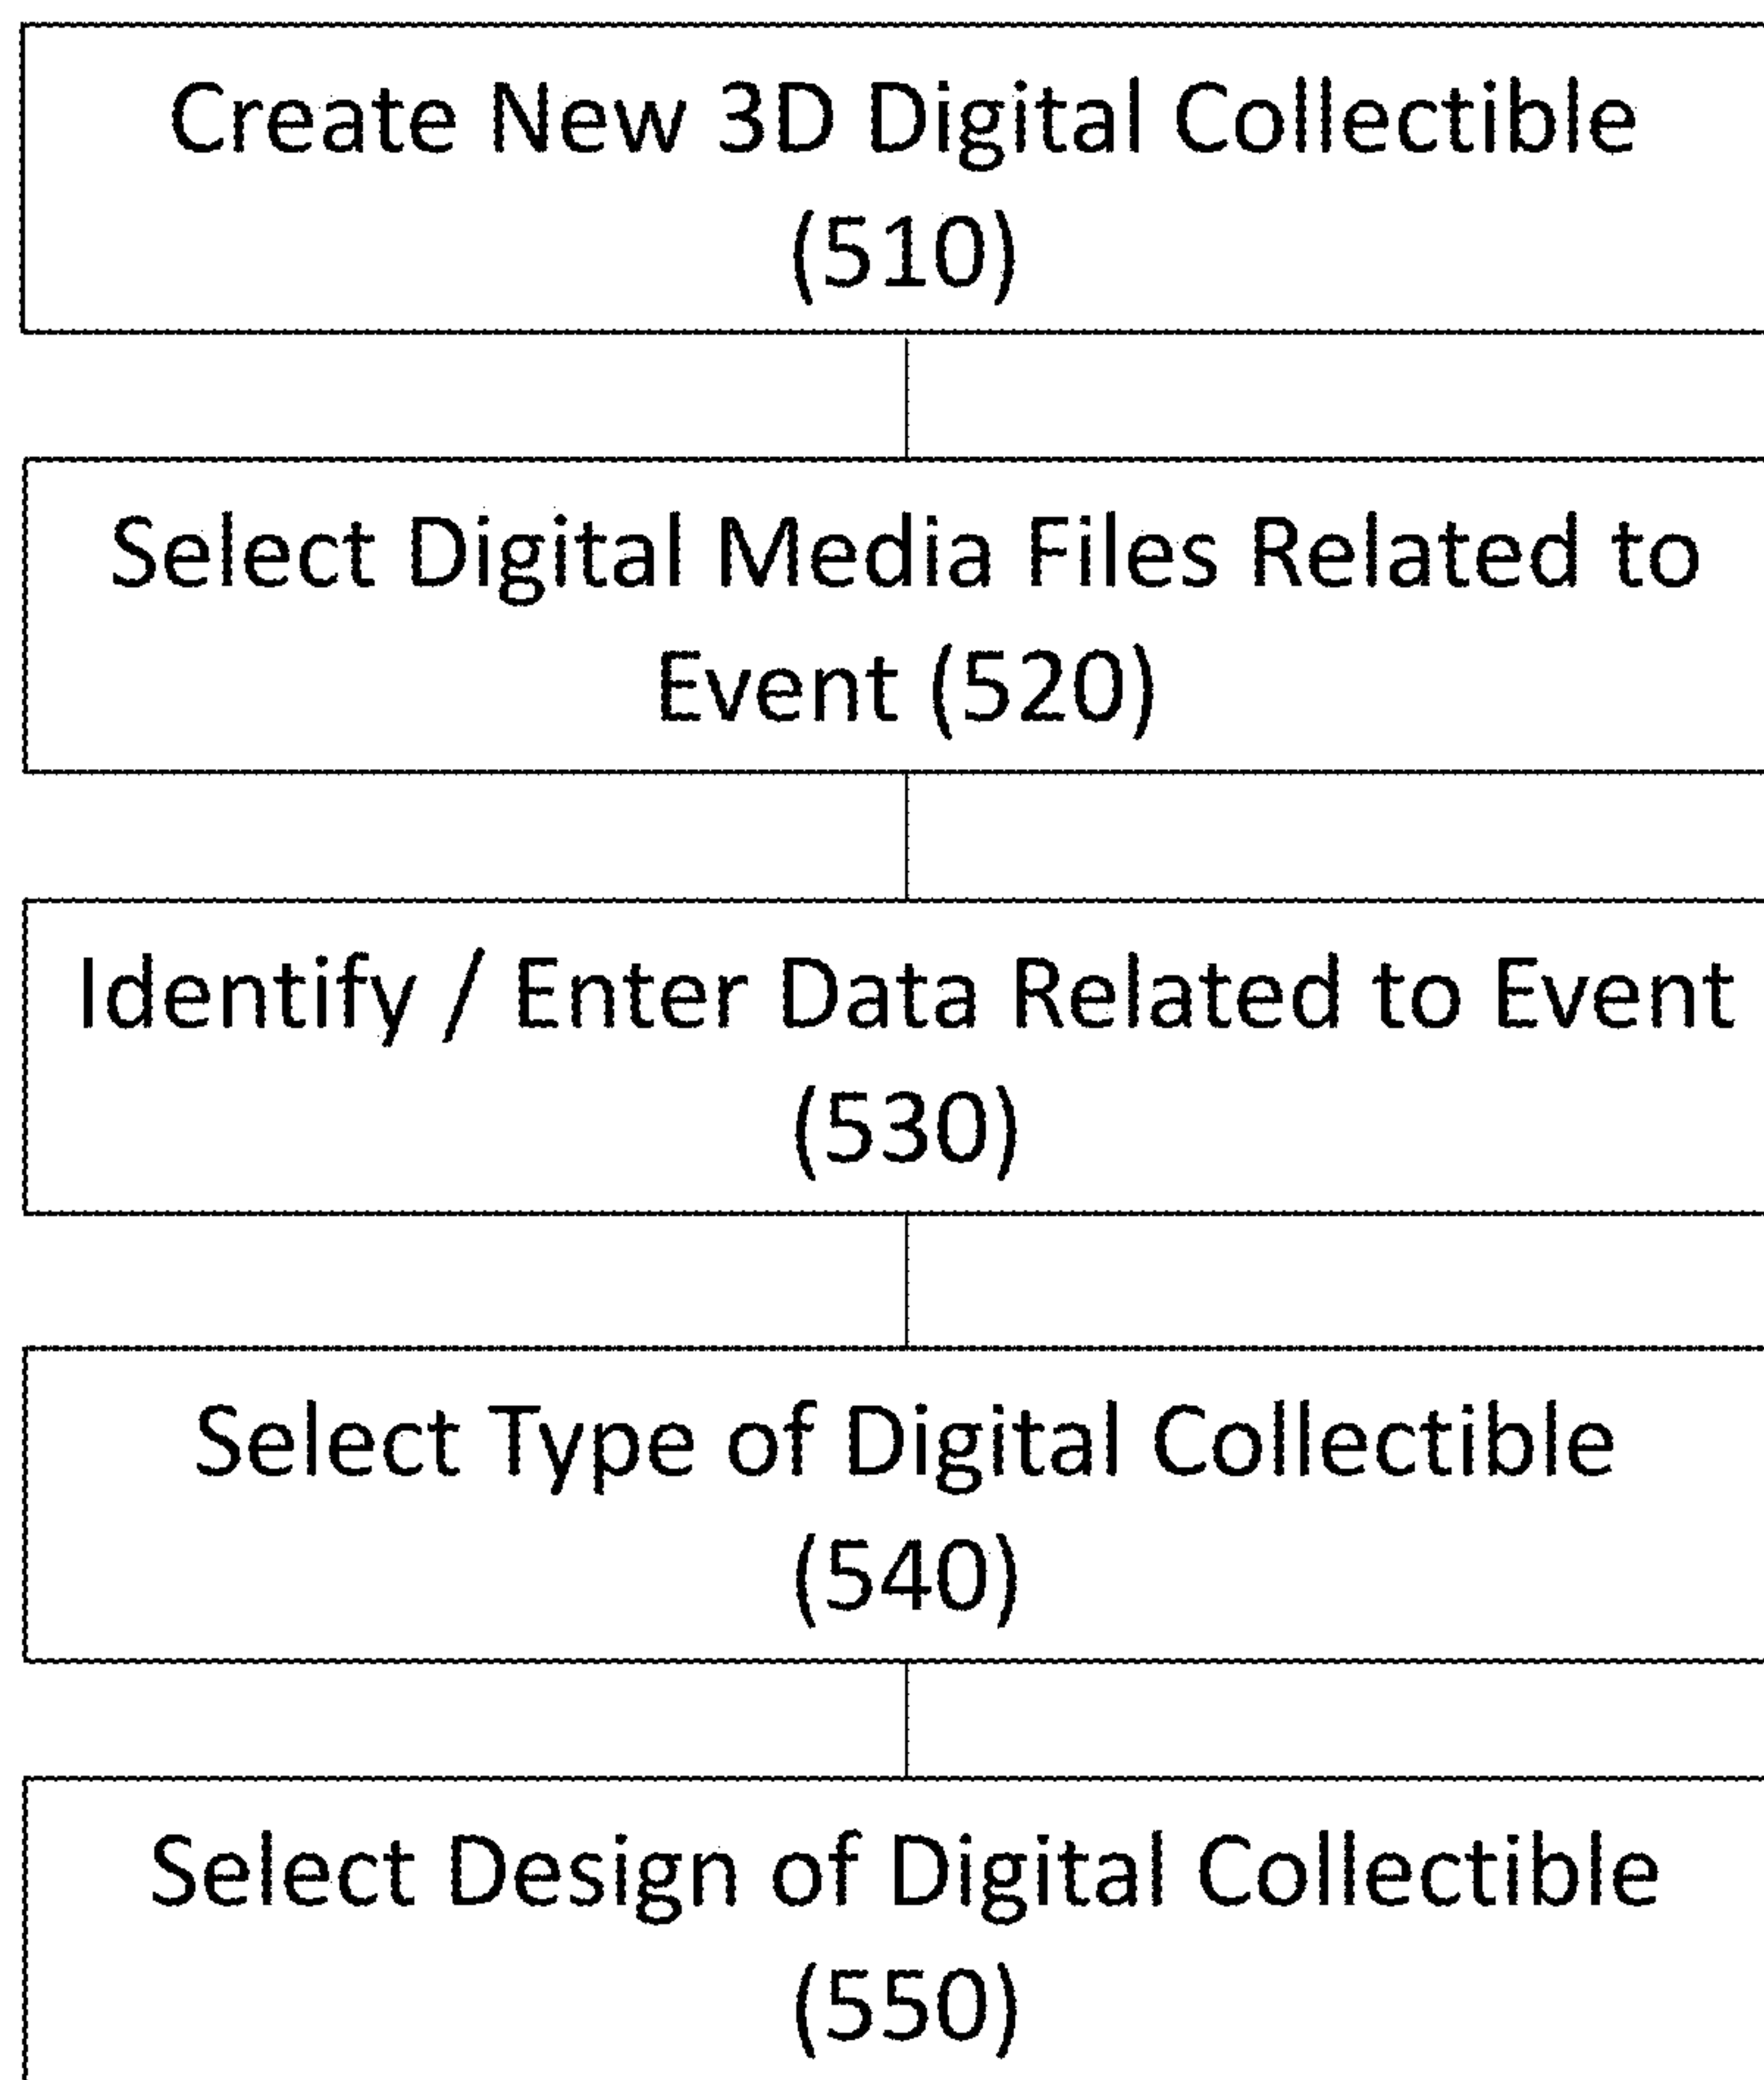 Create New 3D Digital Collectible
(510)
Select Digital Media Files Related to
Event (520)
Identify / Enter Data Related to Event
(530)
Select Type of Digital Collectible
(540)
Select Design of Digital Collectible
(550)